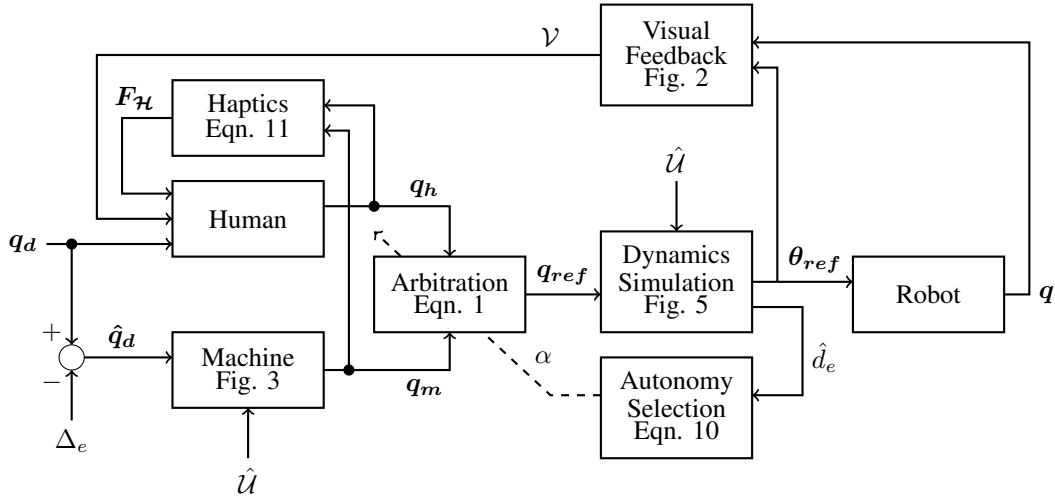 Visual
Feedback
Fig. 2
𝒱
F_ℋ
Haptics
Eqn. 11
Û
q_h
Human
q_d
Dynamics
Simulation
Fig. 5
θ_ref
q_ref
Arbitration
Eqn. 1
Robot
q
+
q̂_d
Machine
Fig. 3
−
q_m
α
d̂_e
Autonomy
Selection
Eqn. 10
Δ_e
Û